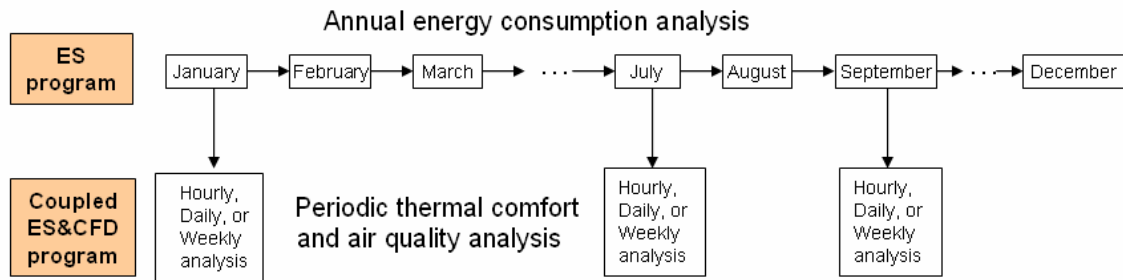 Annual energy consumption analysis
ES
program
January
February
March
...
July
August
September
...
December
Coupled
ES&CFD
program
Hourly,
Daily, or
Weekly
analysis
Periodic thermal comfort
and air quality analysis
Hourly,
Daily, or
Weekly
analysis
Hourly,
Daily, or
Weekly
analysis